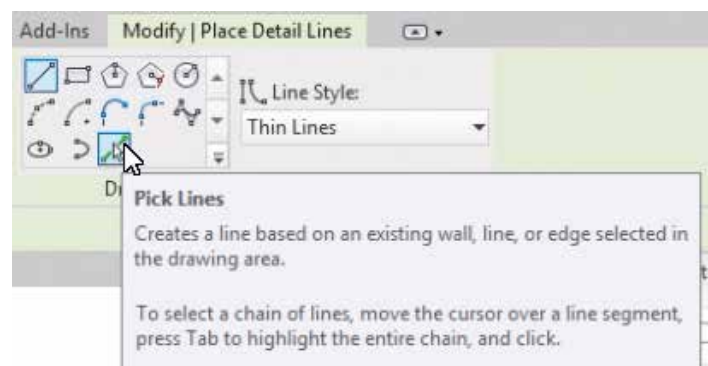 Add-Ins Modify | Place Detail Lines
Line Style:
Thin Lines
Pick Lines
Creates a line based on an existing wall, line, or edge selected in
the drawing area.
To select a chain of lines, move the cursor over a line segment,
press Tab to highlight the entire chain, and click.